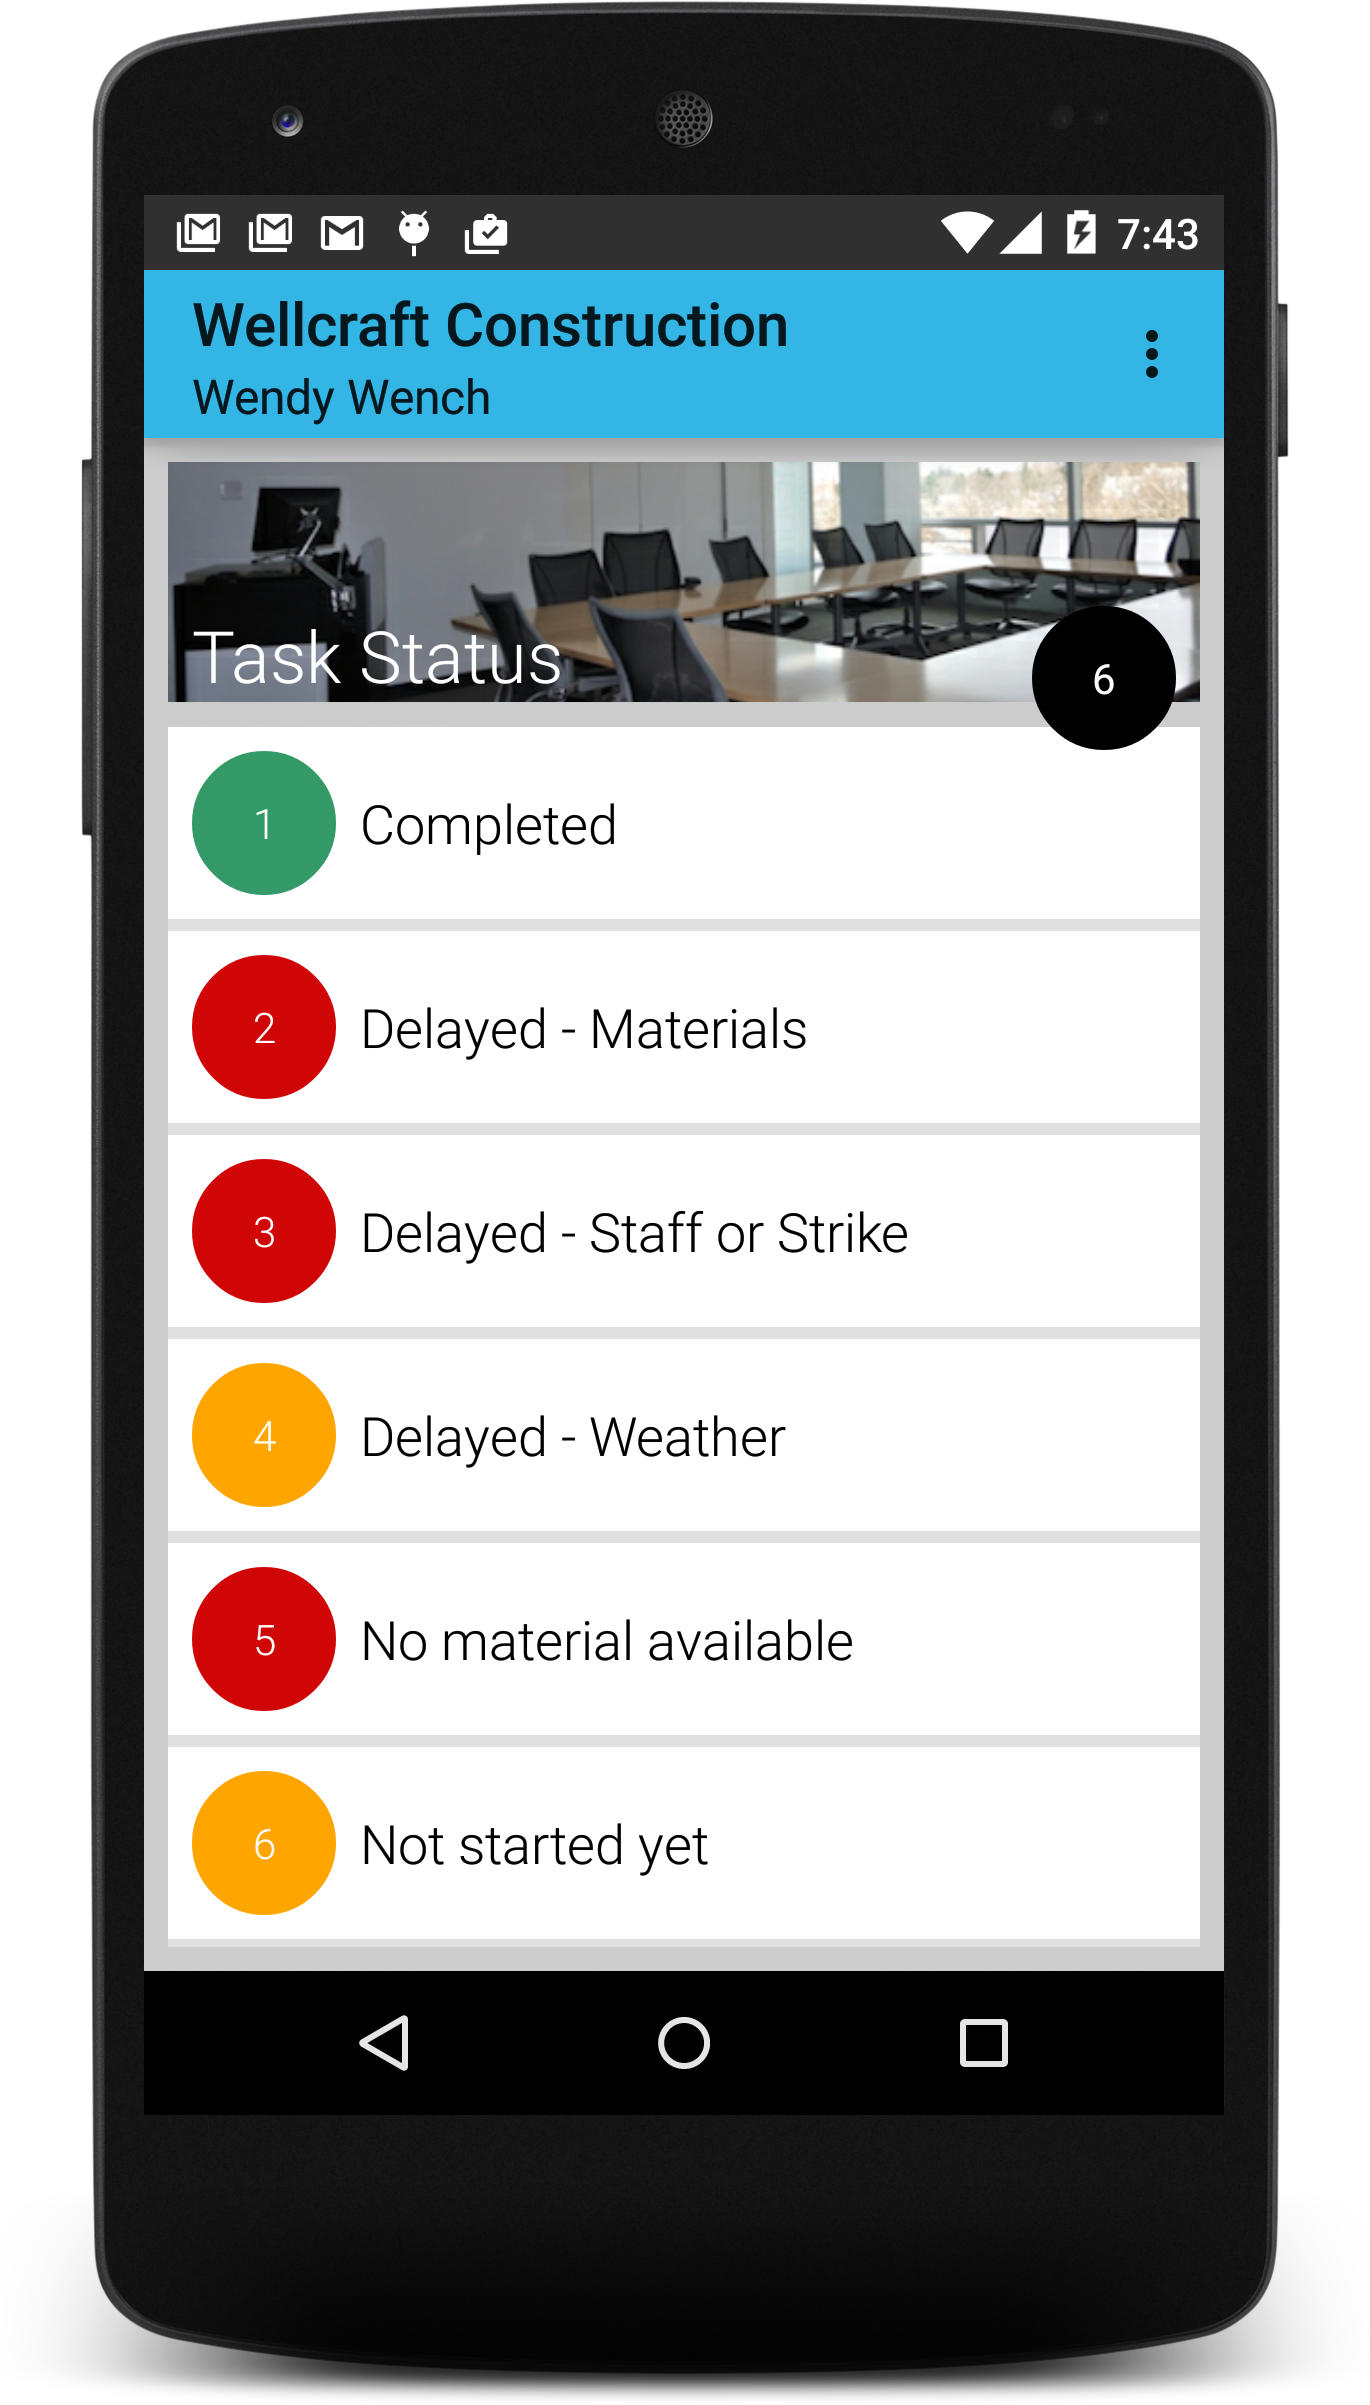 7:43
Wellcraft Construction
Wendy Wench
Task Status
6
1 Completed
2 Delayed - Materials
3 Delayed - Staff or Strike
4 Delayed - Weather
5 No material available
6 Not started yet